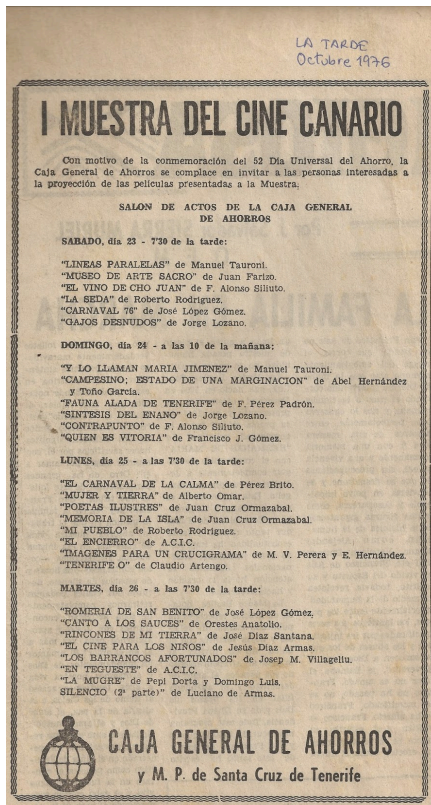 LA TARDE
Octubre 1976
I MUESTRA DEL CINE CANARIO
Con motivo de la conmemoración del 52 Dia Universal del Ahorro, la
Caja General de Ahorros se complace en invitar a las personas interesadas a
la proyección de las películas presentadas a la Muestra:
SALON DE ACTOS DE LA CAJA GENERAL
DE AHORROS
SABADO, dia 23 - 7'30 de la tarde:
"LINEAS PARALELAS" de Manuel Tauroni.
"MUSEO DE ARTE SACRO" de Juan Farizo.
"EL VINO DE CHO JUAN" de F. Alonso Siliuto.
"LA SEDA" de Roberto Rodríguez.
"CARNAVAL 76" de José López Gómez.
"GAJOS DESNUDOS" de Jorge Lozano.
DOMINGO, dia 24 - a las 10 de la mañana:
"Y LO LLAMAN MARIA JIMENEZ" de Manuel Tauroni.
"CAMPESINO; ESTADO DE UNA MARGINACION" de Abel Hernández
y Toño García.
"FAUNA ALADA DE TENERIFE" de F. Pérez Padrón.
"SINTESIS DEL ENANO" de Jorge Lozano.
"CONTRAPUNTO" de F. Alonso Siliuto.
"QUIEN ES VITORIA" de Francisco J. Gómez.
LUNES, dia 25 - a las 7'30 de la tarde:
"EL CARNAVAL DE LA CALMA" de Pérez Brito.
"MUJER Y TIERRA" de Alberto Omar.
"POETAS ILUSTRES" de Juan Cruz Ormazabal.
"MEMORIA DE LA ISLA" de Juan Cruz Ormazabal.
"MI PUEBLO" de Roberto Rodríguez.
"EL ENCIERRO" de A.C.I.C.
"IMAGENES PARA UN CRUCIGRAMA" de M. V. Perera y E. Hernández.
"TENERIFE O" de Claudio Artengo.
MARTES, dia 26 - a las 7'30 de la tarde:
"ROMERIA DE SAN BENITO" de José López Gómez.
"CANTO A LOS SAUCES" de Orestes Anatolio.
"RINCONES DE MI TIERRA" de José Díaz Santana.
"EL CINE PARA LOS NIÑOS" de Jesús Díaz Armas.
"LOS BARRANCOS AFORTUNADOS" de Josep M. Villagellu.
"EN TEGUESTE" de A.C.I.C.
"LA MUGRE" de Pepi Dorta y Domingo Luis.
SILENCIO (2ª parte)" de Luciano de Armas.
CAJA GENERAL DE AHORROS
y M. P. de Santa Cruz de Tenerife